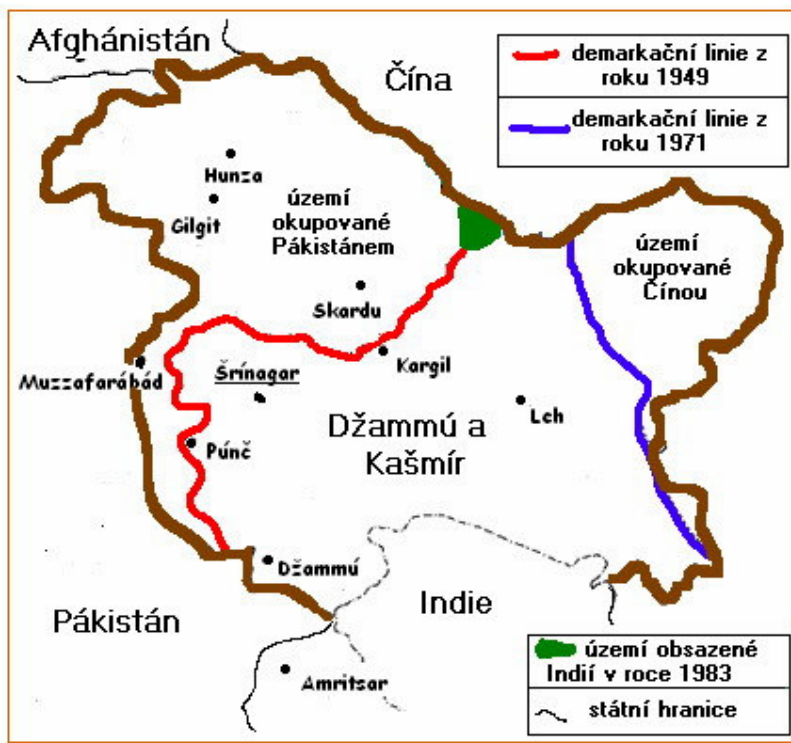 Afghánistán
Čína
demarkační linie z
roku 1949
demarkační linie z
roku 1971
Hunza
Gilgit
území
okupované
Pákistánem
území
okupované
Čínou
Skardu
Muzzafarábád
Šrínagar
Kargil
Lch
Púnč
Džammú a
Kašmír
Džammú
Pákistán
Indie
Amritsar
území obsazené
Indií v roce 1983
státní hranice